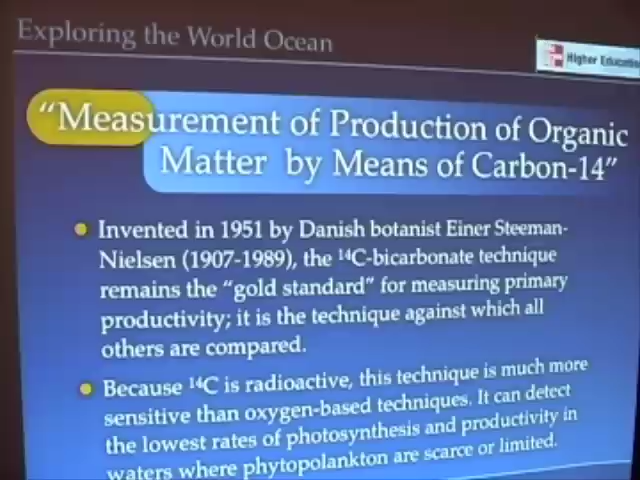 Exploring the World Ocean
Higher Education
"Measurement of Production of Organic
Matter by Means of Carbon-14"
Invented in 1951 by Danish botanist Einer Steeman-
Nielsen (1907-1989), the ¹⁴C-bicarbonate technique
remains the "gold standard" for measuring primary
productivity; it is the technique against which all
others are compared.
Because ¹⁴C is radioactive, this technique is much more
sensitive than oxygen-based techniques. It can detect
the lowest rates of photosynthesis and productivity in
waters where phytopolankton are scarce or limited.